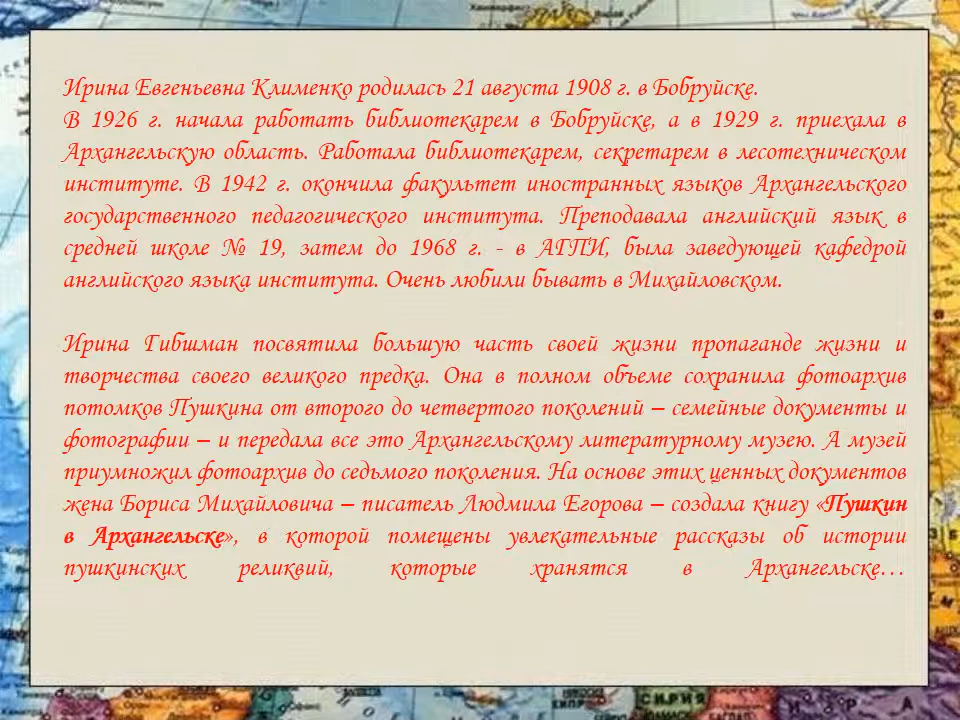 Ирина Евгеньевна Клименко родилась 21 августа 1908 г. в Бобруйске.
В 1926 г. начала работать библиотекарем в Бобруйске, а в 1929 г. приехала в
Архангельскую область. Работала библиотекарем, секретарем в лесотехническом
институте. В 1942 г. окончила факультет иностранных языков Архангельского
государственного педагогического института. Преподавала английский язык в
средней школе № 19, затем до 1968 г. - в АГПИ, была заведующей кафедрой
английского языка института. Очень любили бывать в Михайловском.
Ирина Гибшман посвятила большую часть своей жизни пропаганде жизни и
творчества своего великого предка. Она в полном объеме сохранила фотоархив
потомков Пушкина от второго до четвертого поколений – семейные документы и
фотографии – и передала все это Архангельскому литературному музею. А музей
приумножил фотоархив до седьмого поколения. На основе этих ценных документов
жена Бориса Михайловича – писатель Людмила Егорова – создала книгу «Пушкин
в Архангельске», в которой помещены увлекательные рассказы об истории
пушкинских реликвий, которые хранятся в Архангельске…
СИРИЯ